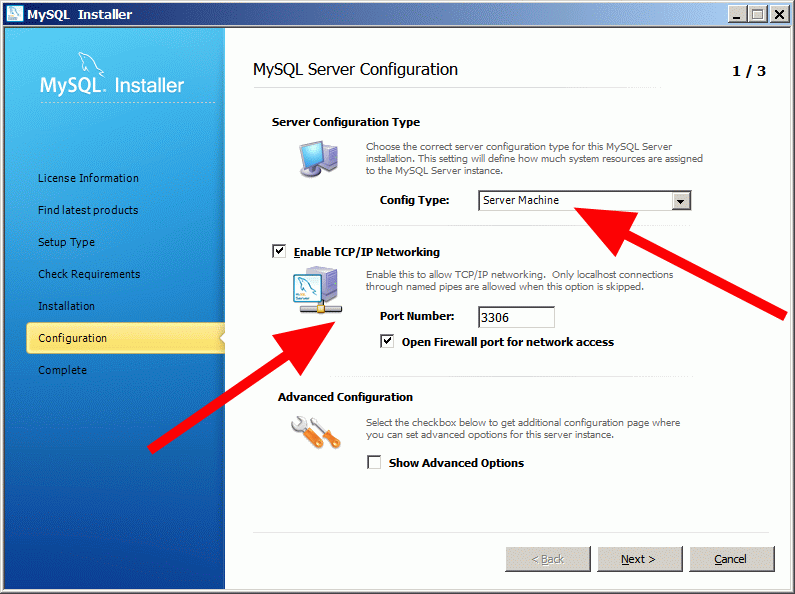 MySQL Installer
MySQL Installer
License Information
Find latest products
Setup Type
Check Requirements
Installation
Configuration
Complete
MySQL Server Configuration
1 / 3
Server Configuration Type
Choose the correct server configuration type for this MySQL Server
installation. This setting will define how much system resources are assigned
to the MySQL Server instance.
Config Type:
Server Machine
Enable TCP/IP Networking
Enable this to allow TCP/IP networking. Only localhost connections
through named pipes are allowed when this option is skipped.
MySQL
Server
Port Number:
3306
Open Firewall port for network access
Advanced Configuration
Select the checkbox below to get additional configuration page where
you can set advanced opotions for this server instance.
Show Advanced Options
< Back
Next >
Cancel